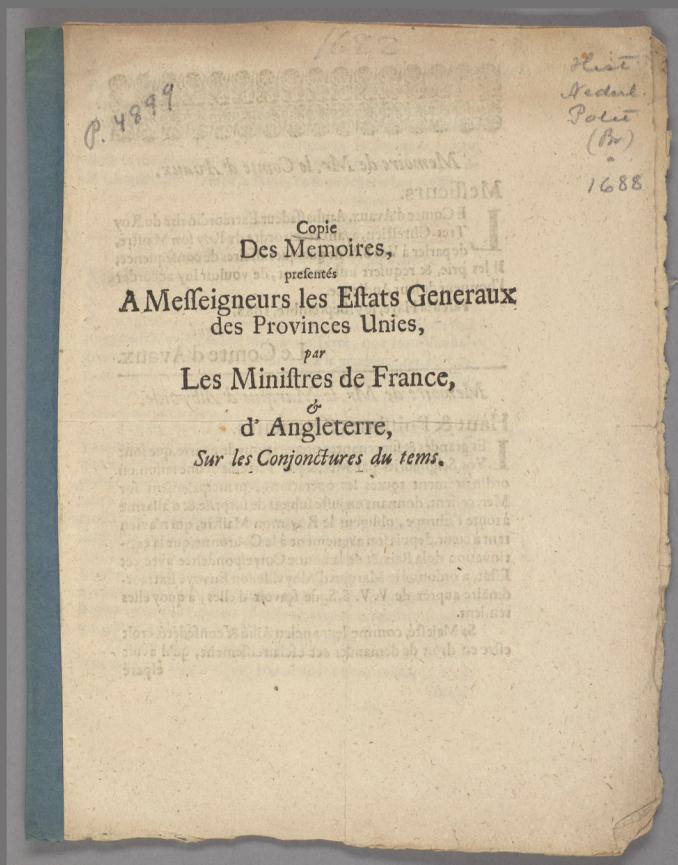 1682
P. 4899
Hist
Nederl.
Polit
(Br)
1688
Copie
Des Memoires,
presentés
A Messeigneurs les Estats Generaux
des Provinces Unies,
par
Les Ministres de France,
&
d' Angleterre,
Sur les Conjonctures du tems.